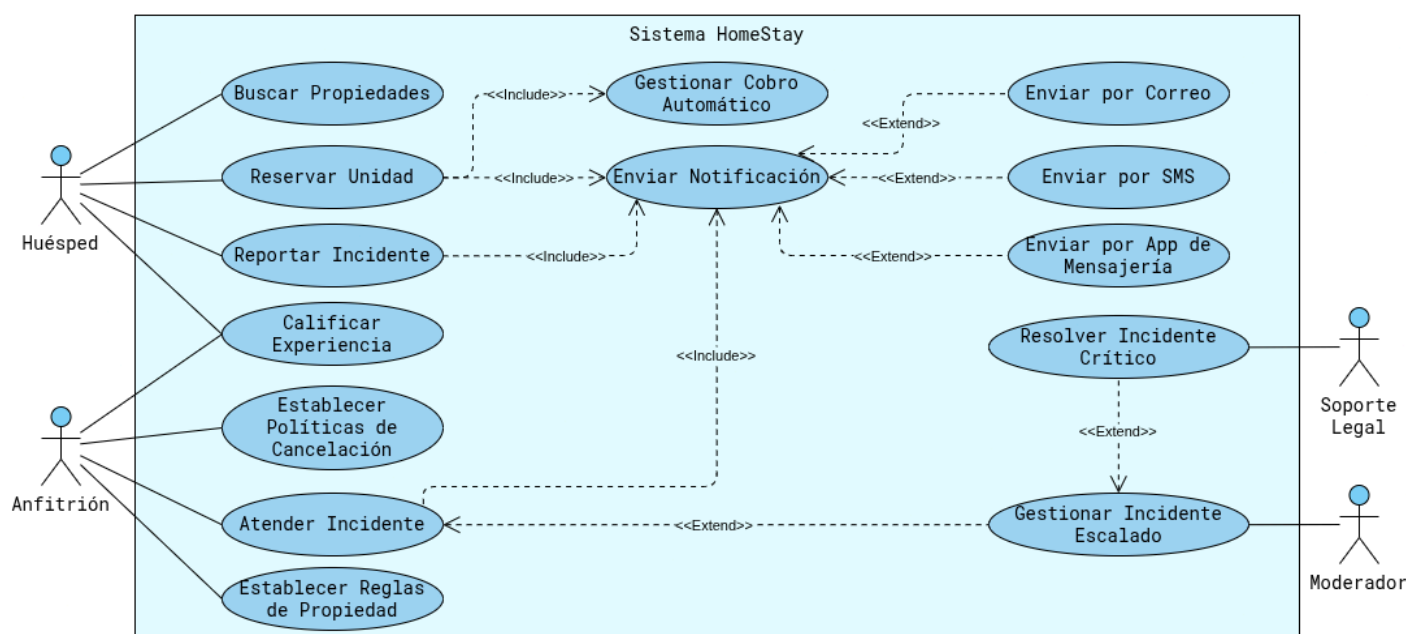 Sistema HomeStay
Buscar Propiedades
<<Include>>
Gestionar Cobro
Automático
Enviar por Correo
<<Extend>>
Reservar Unidad
<<Include>>
Enviar Notificación
<<Extend>>
Enviar por SMS
Huésped
Reportar Incidente
<<Include>>
<<Extend>>
Enviar por App de
Mensajería
Calificar
Experiencia
<<Include>>
Resolver Incidente
Crítico
Soporte
Legal
Establecer
Políticas de
Cancelación
<<Extend>>
Anfitrión
Atender Incidente
<<Extend>>
Gestionar Incidente
Escalado
Moderador
Establecer Reglas
de Propiedad